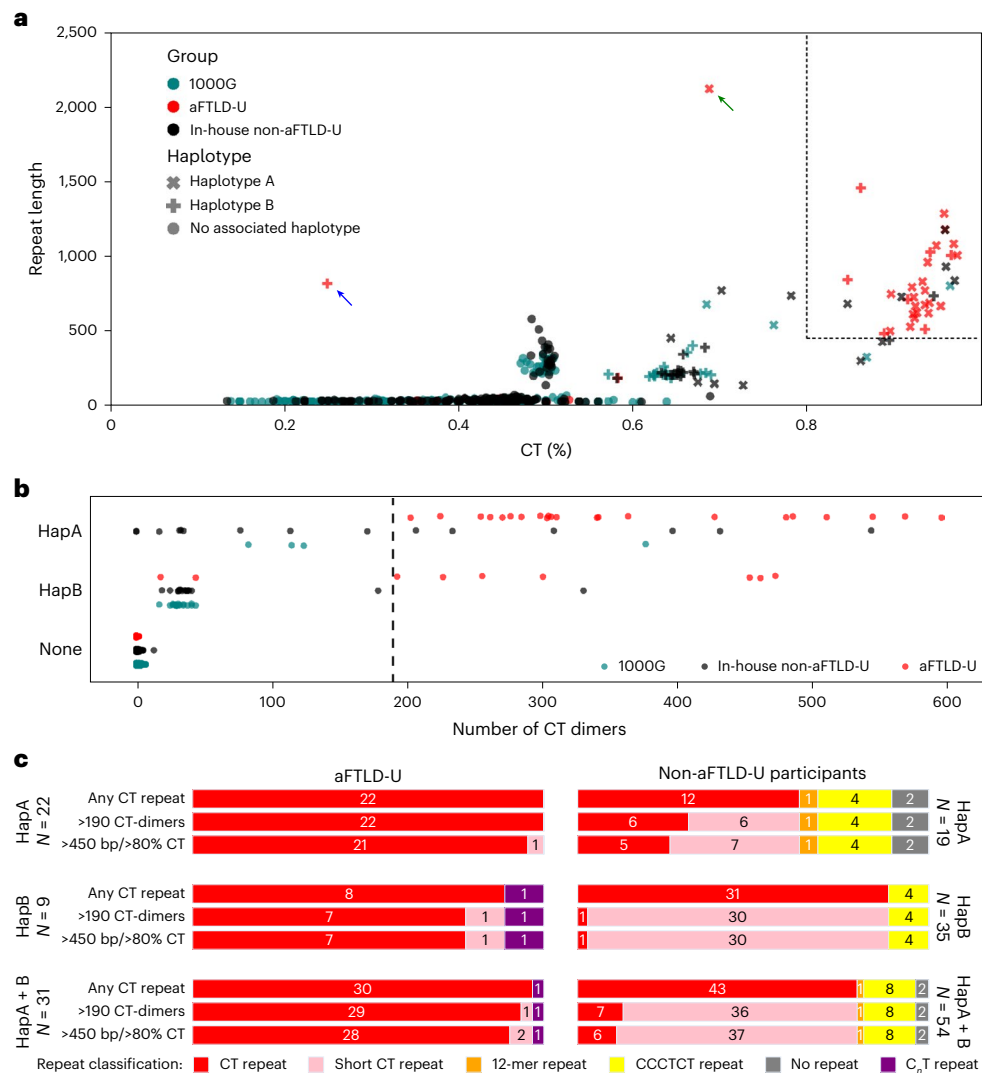 a
2,500
2,000
1,500
1,000
500
0
Repeat length
Group
1000G
aFTLD-U
In-house non-aFTLD-U
Haplotype
Haplotype A
Haplotype B
No associated haplotype
0
0.2
0.4
0.6
0.8
CT (%)
b
HapA
HapB
None
1000G
In-house non-aFTLD-U
aFTLD-U
0
100
200
300
400
500
600
Number of CT dimers
c
aFTLD-U
Non-aFTLD-U participants
HapA
N = 22
Any CT repeat
22
12 1 4 2
>190 CT-dimers
22
6 6 1 4 2
>450 bp/>80% CT
21 1
5 7 1 4 2
HapA
N = 19
HapB
N = 9
Any CT repeat
8 1
31 4
>190 CT-dimers
7 1 1
1 30 4
>450 bp/>80% CT
7 1 1
1 30 4
HapB
N = 35
HapA + B
N = 31
Any CT repeat
30 1
43 1 8 2
>190 CT-dimers
29 1 1
7 36 1 8 2
>450 bp/>80% CT
28 2 1
6 37 1 8 2
HapA + B
N = 54
Repeat classification: CT repeat Short CT repeat 12-mer repeat CCCTCT repeat No repeat CnT repeat